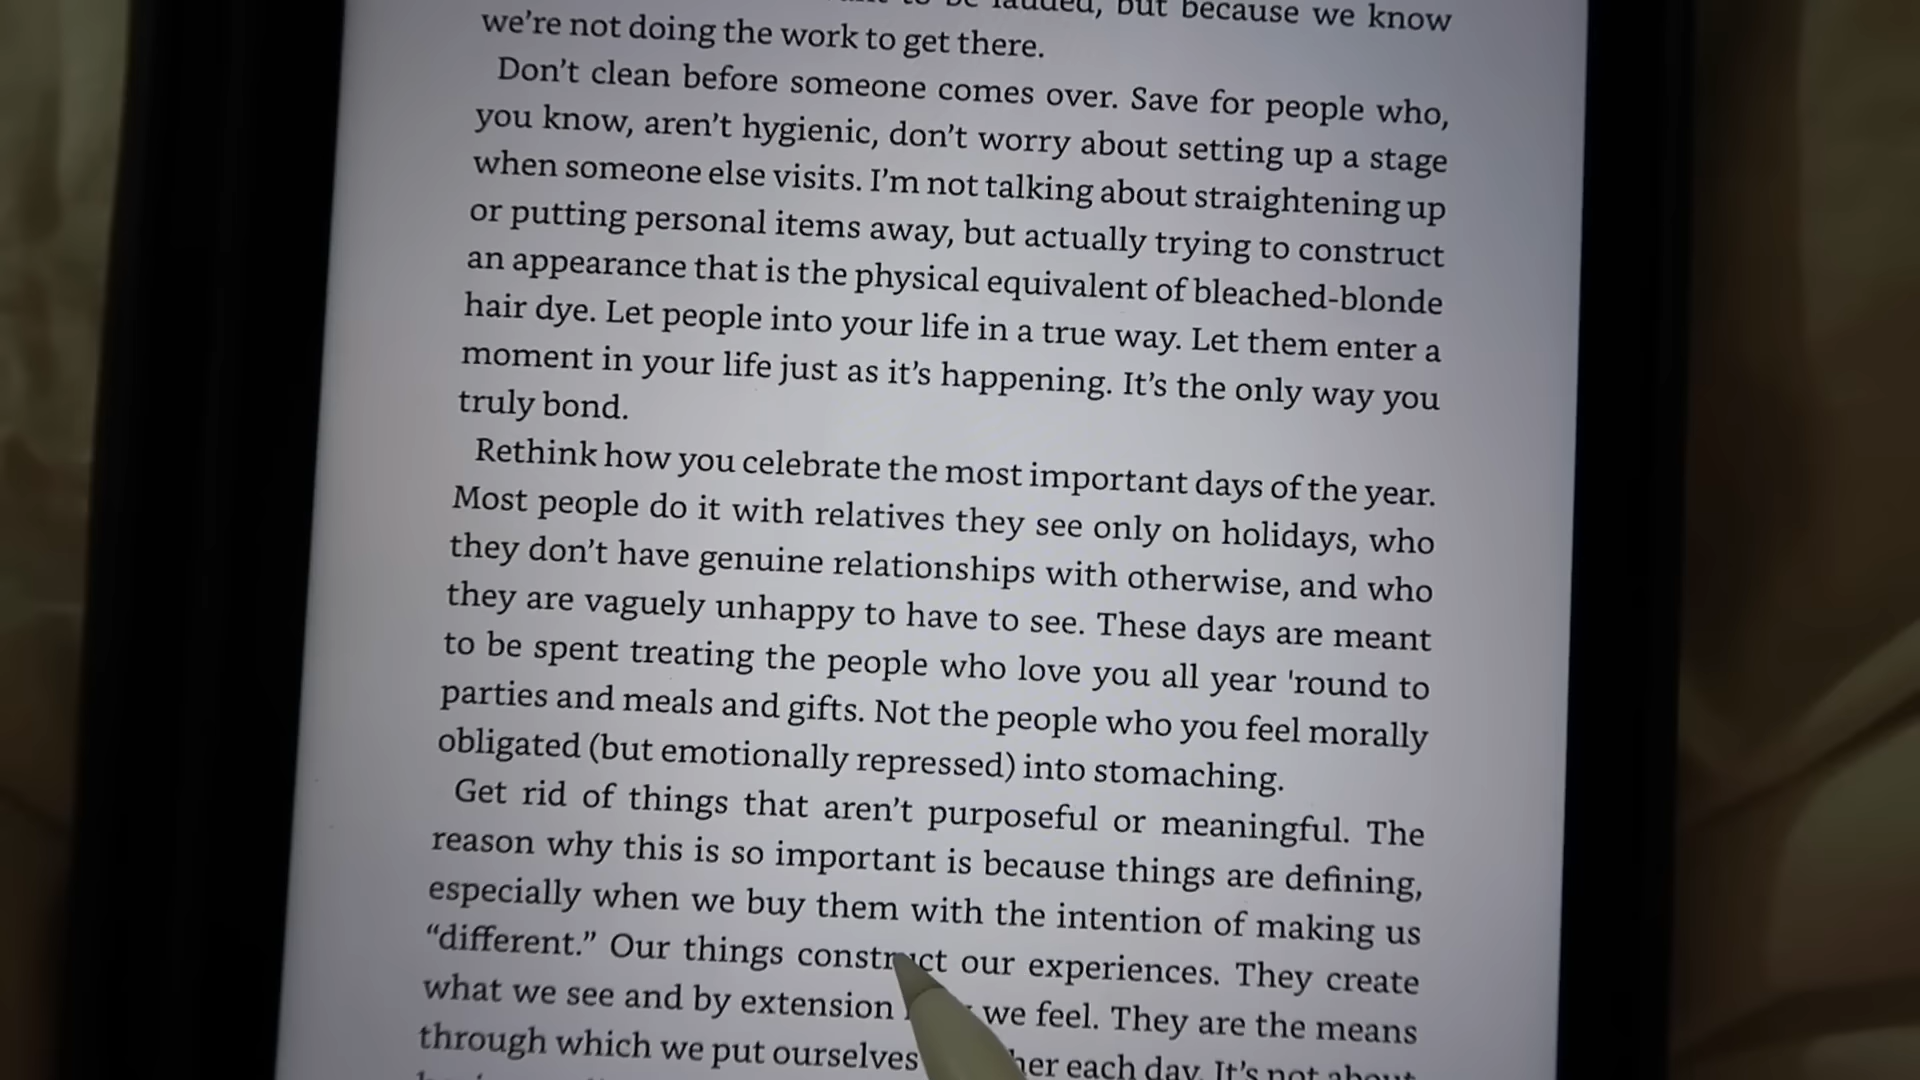 to be lauded, but because we know
we're not doing the work to get there.
Don't clean before someone comes over. Save for people who,
you know, aren't hygienic, don't worry about setting up a stage
when someone else visits. I'm not talking about straightening up
or putting personal items away, but actually trying to construct
an appearance that is the physical equivalent of bleached-blonde
hair dye. Let people into your life in a true way. Let them enter a
moment in your life just as it's happening. It's the only way you
truly bond.
Rethink how you celebrate the most important days of the year.
Most people do it with relatives they see only on holidays, who
they don't have genuine relationships with otherwise, and who
they are vaguely unhappy to have to see. These days are meant
to be spent treating the people who love you all year 'round to
parties and meals and gifts. Not the people who you feel morally
obligated (but emotionally repressed) into stomaching.
Get rid of things that aren't purposeful or meaningful. The
reason why this is so important is because things are defining,
especially when we buy them with the intention of making us
“different.” Our things construct our experiences. They create
what we see and by extension we feel. They are the means
through which we put ourselves each day. It's not about